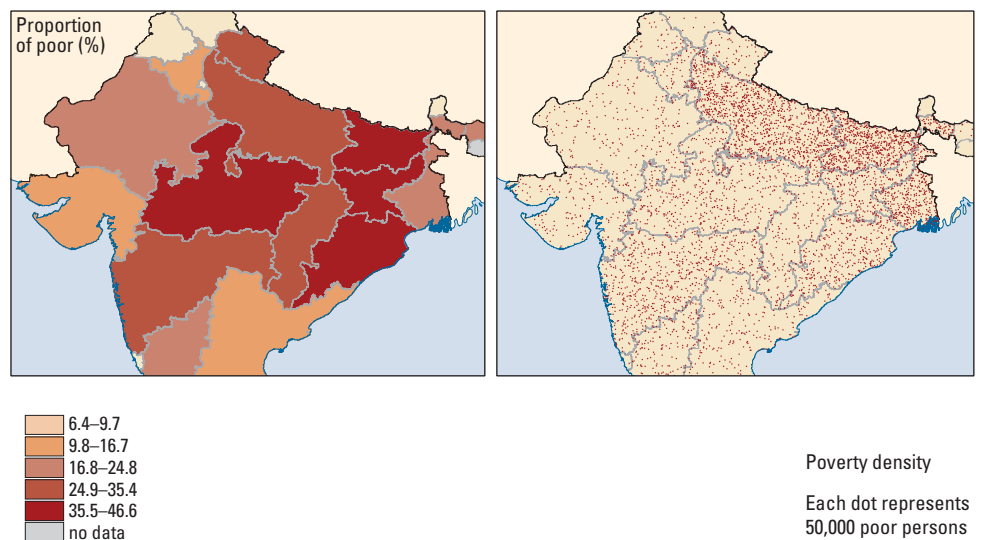 Proportion
of poor (%)
6.4–9.7
9.8–16.7
16.8–24.8
24.9–35.4
35.5–46.6
no data
Poverty density
Each dot represents
50,000 poor persons